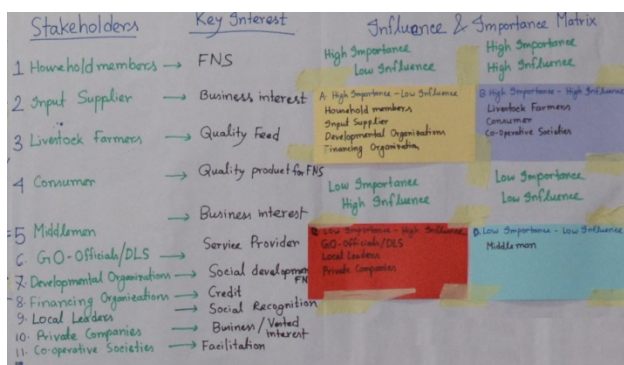 Stakeholders
1 Household members → FNS
2 Input Supplier → Business interest
3 Livestock Farmers → Quality Feed
4 Consumer → Quality product for FNS
5 Middlemen → Business interest
6. GO-Officials/DLS → Service Provider
7. Developmental Organizations → Social development FN
8. Financing Organizations → Credit
9. Local Leaders → Social Recognition
10. Private Companies → Business/Vested interest
11. Co-operative Societies → Facilitation
Key Interest
Influence & Importance Matrix
High Importance
Low Influence
High Importance
High Influence
A. High Importance - Low Influence
Household members
Input Supplier
Developmental Organizations
Financing Organization
B. High Importance - High Influence
Livestock Farmers
Consumer
Co-operative Societies
Low Importance
High Influence
Low Importance
Low Influence
Low Importance - High Influence
GO-Officials/DLS
Local Leaders
Private Companies
D. Low Importance - Low Influence
Middleman